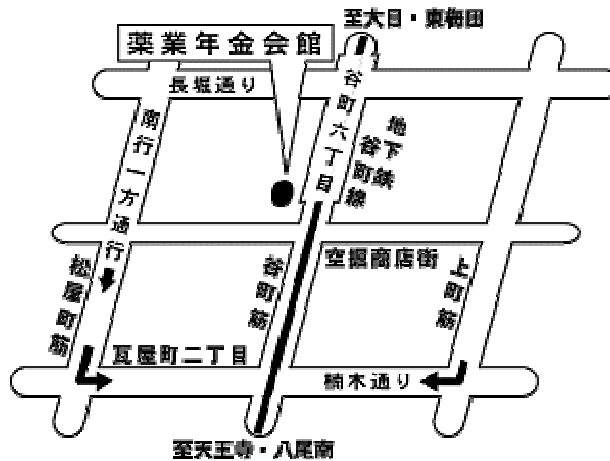 至大日・東梅田
薬業年金会館
長堀通り
谷町六丁目
地下鉄
谷町線
南行一方通行
空堀商店街
松屋町筋
谷町筋
上町筋
瓦屋町二丁目
楠木通り
至天王寺・八尾南